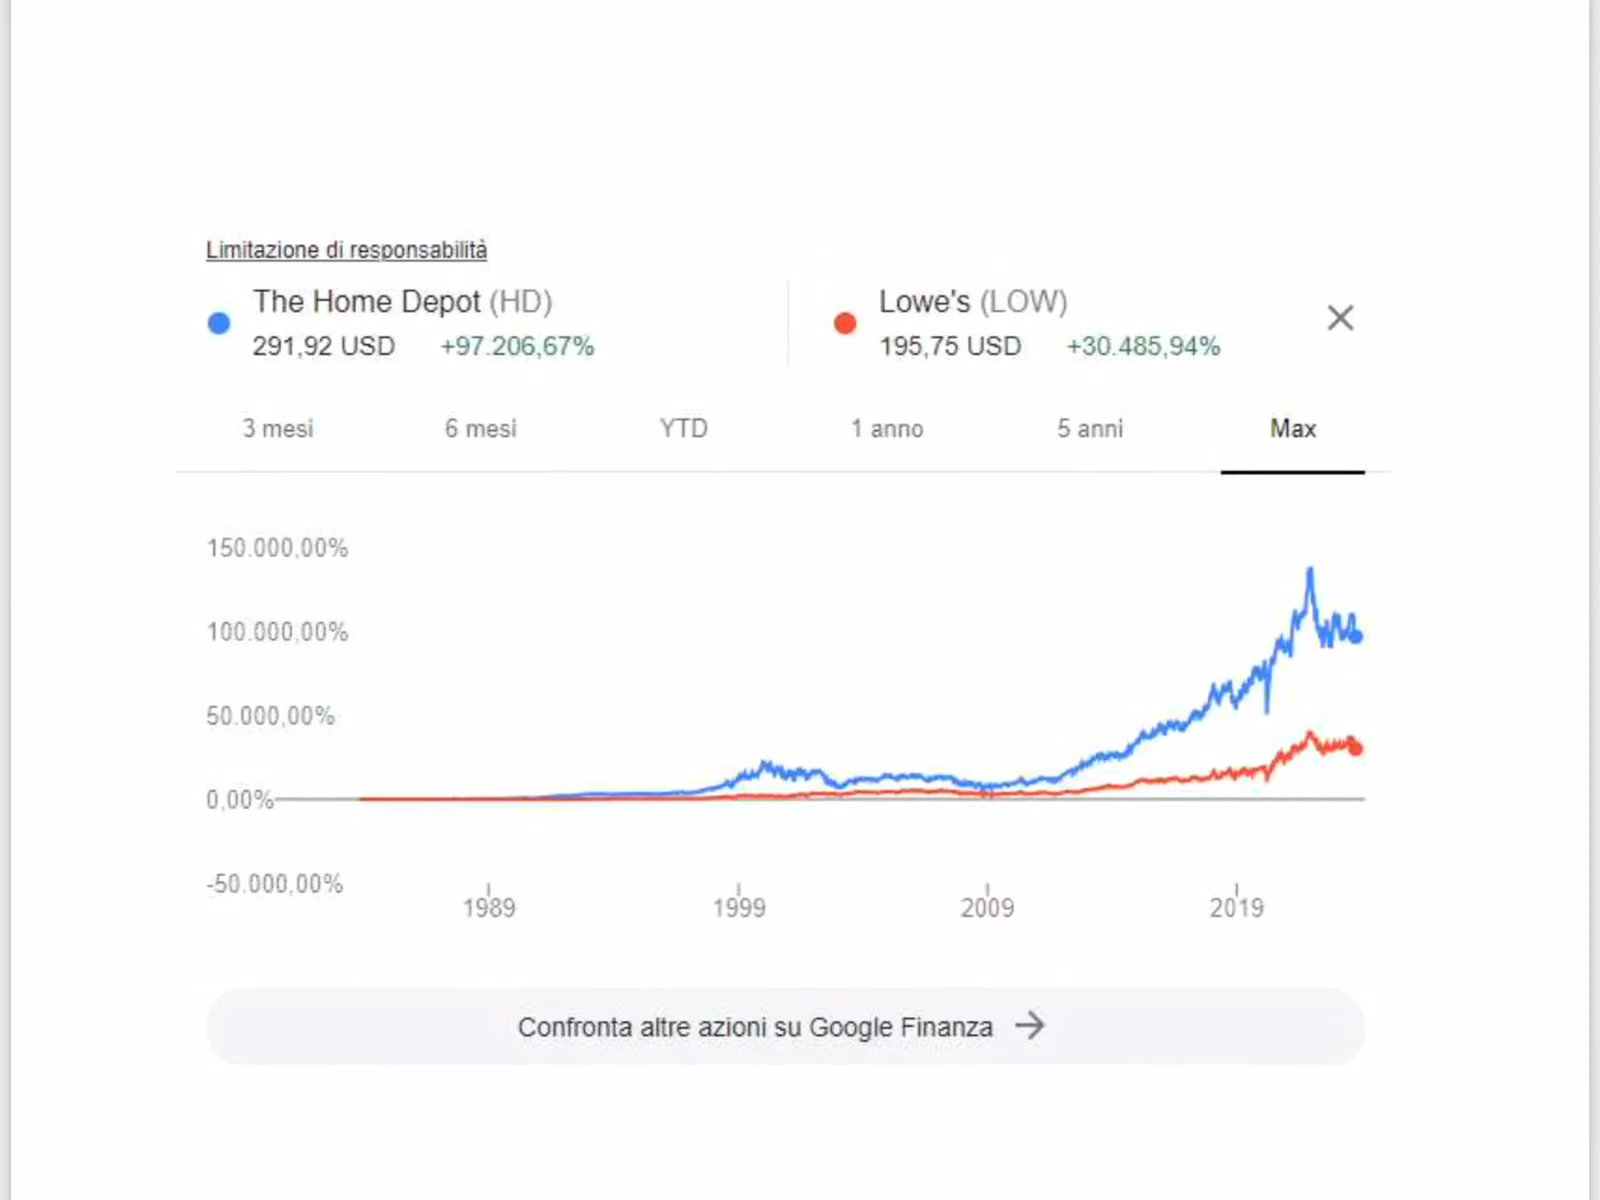 Limitazione di responsabilità
The Home Depot (HD)
291,92 USD +97.206,67%
Lowe's (LOW)
195,75 USD +30.485,94%
3 mesi 6 mesi YTD 1 anno 5 anni Max
150.000,00%
100.000,00%
50.000,00%
0,00%
-50.000,00%
1989 1999 2009 2019
Confronta altre azioni su Google Finanza